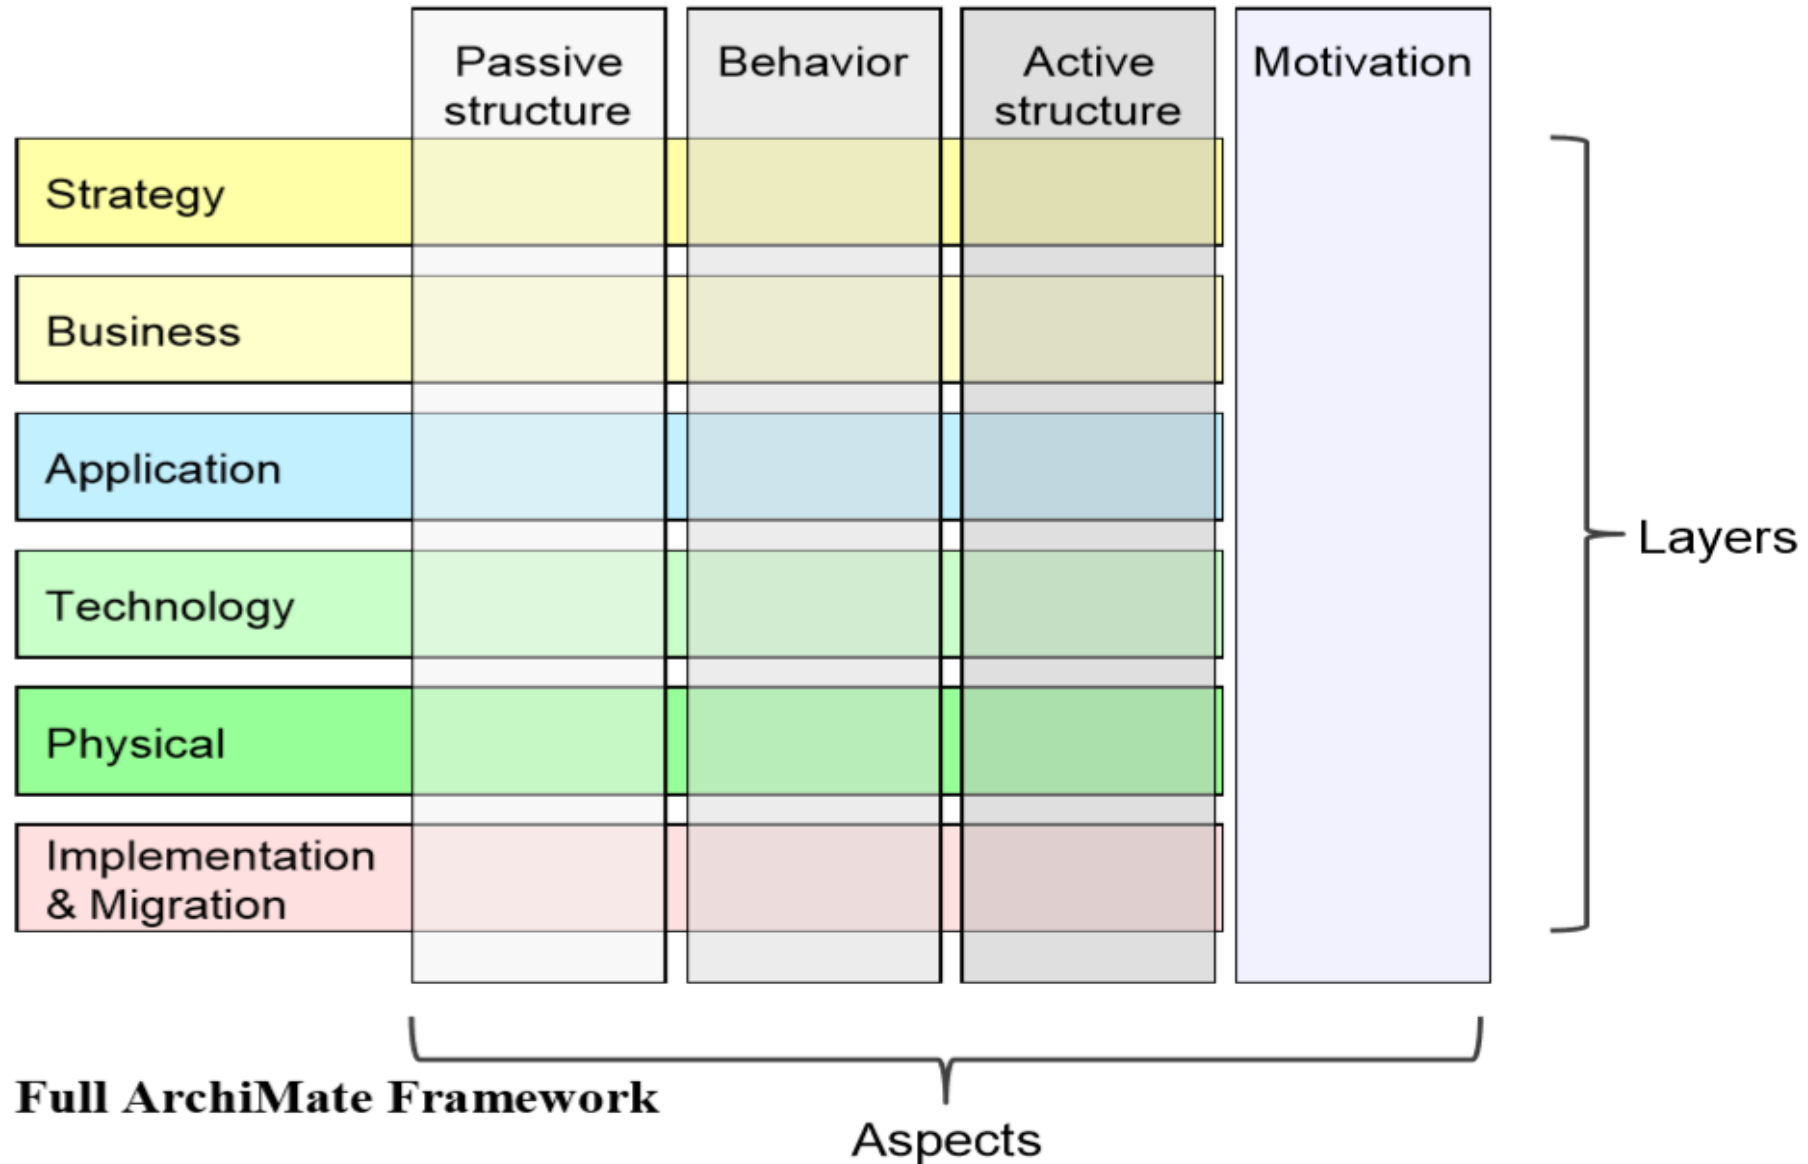 Passive
structure
Behavior
Active
structure
Motivation
Strategy
Business
Application
Technology
Physical
Implementation
& Migration
Layers
Full ArchiMate Framework
Aspects